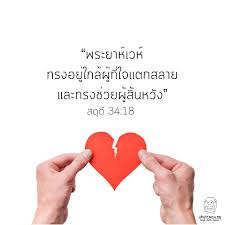 “พระยาห์เวห์
ทรงอยู่ใกล้ผู้ที่ใจแตกสลาย
และทรงช่วยผู้สิ้นหวัง”
สดุดี 34:18